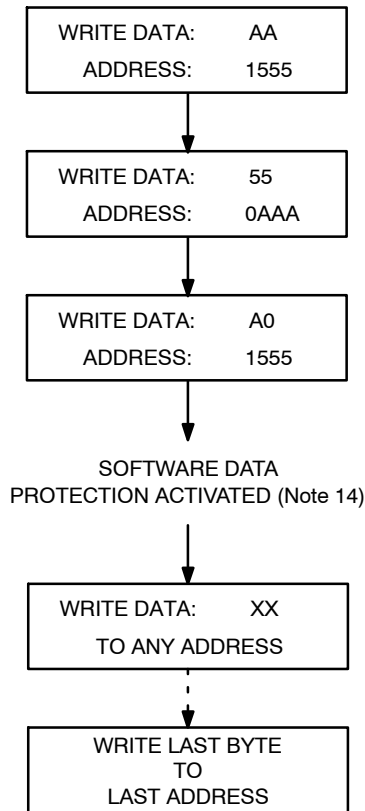 WRITE DATA: AA
ADDRESS: 1555
WRITE DATA: 55
ADDRESS: 0AAA
WRITE DATA: A0
ADDRESS: 1555
SOFTWARE DATA
PROTECTION ACTIVATED (Note 14)
WRITE DATA: XX
TO ANY ADDRESS
WRITE LAST BYTE
TO
LAST ADDRESS